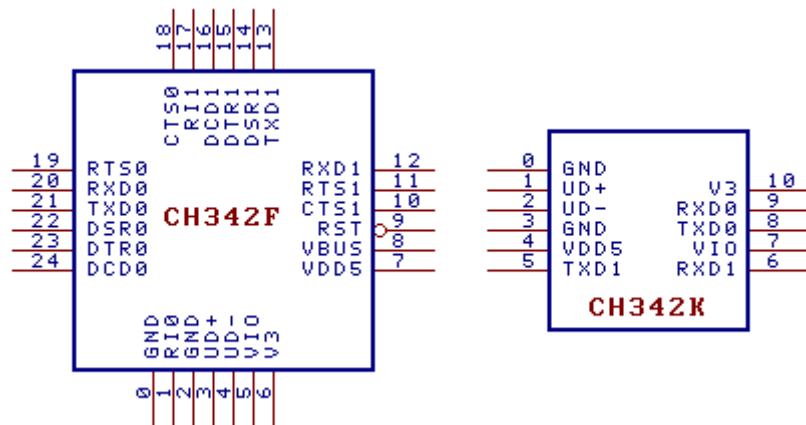 18 17 16 15 14 13
CTS0 RI1 DCD1 DTR1 DSR1 TXD1
19 RTS0 RXD1 12
20 RXD0 RTS1 11
21 TXD0 CTS1 10
22 DSR0 RST 9
23 DTR0 VBUS 8
24 DCD0 VDD5 7
CH342F
GND RI0 GND UD+ UD- VIO V3
0 1 2 3 4 5 6
0 GND
1 UD+ V3 10
2 UD- RXD0 9
3 GND TXD0 8
4 VDD5 VIO 7
5 TXD1 RXD1 6
CH342K